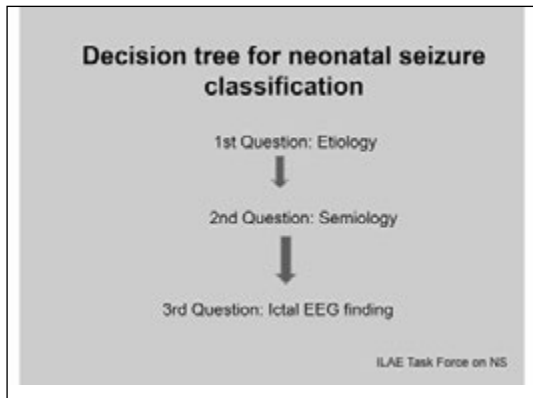 Decision tree for neonatal seizure
classification
1st Question: Etiology
2nd Question: Semiology
3rd Question: Ictal EEG finding
ILAE Task Force on NS